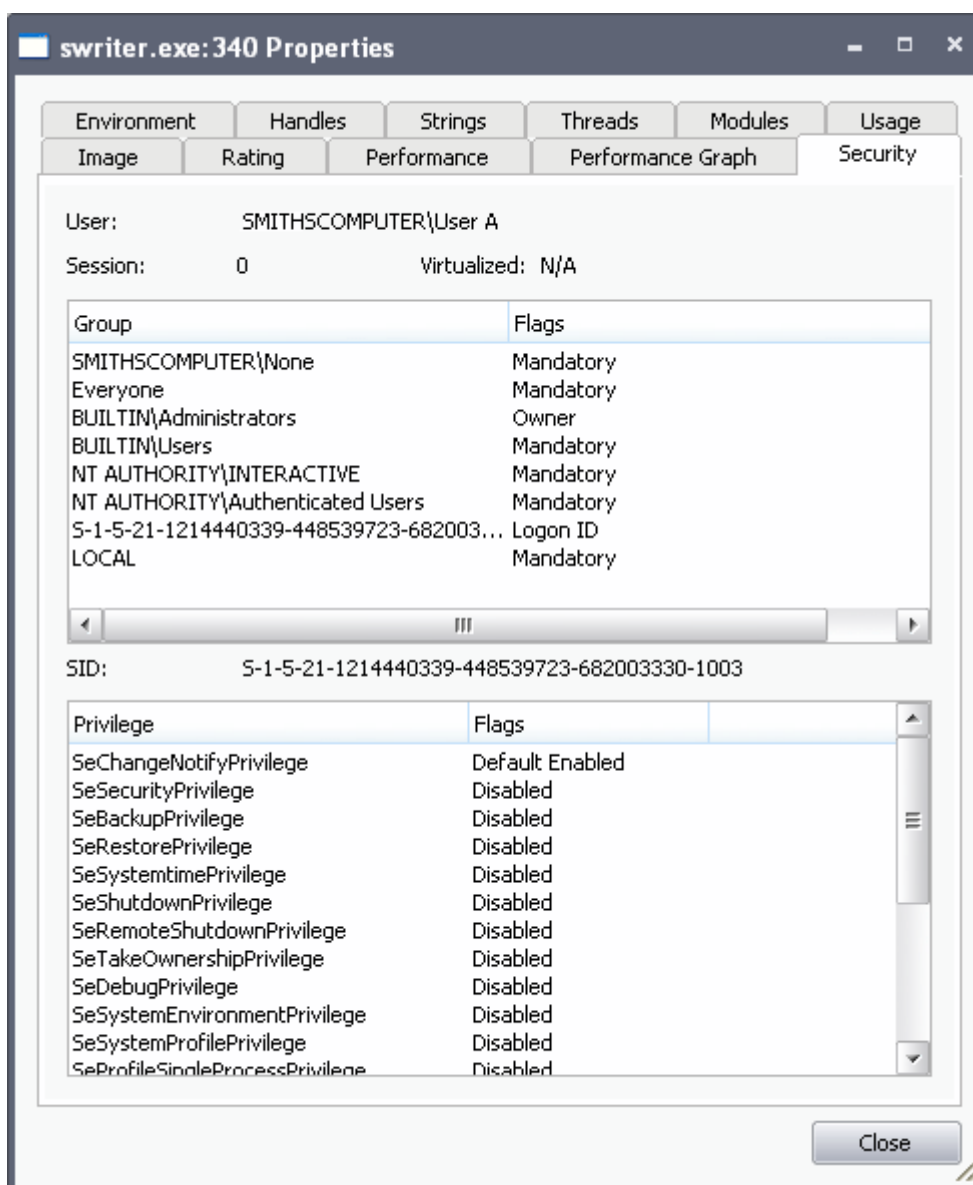 swriter.exe:340 Properties
Environment Handles Strings Threads Modules Usage
Image Rating Performance Performance Graph Security
User: SMITHSCOMPUTER\User A
Session: 0 Virtualized: N/A
Group Flags
SMITHSCOMPUTER\None Mandatory
Everyone Mandatory
BUILTIN\Administrators Owner
BUILTIN\Users Mandatory
NT AUTHORITY\INTERACTIVE Mandatory
NT AUTHORITY\Authenticated Users Mandatory
S-1-5-21-1214440339-448539723-682003... Logon ID
LOCAL Mandatory
SID: S-1-5-21-1214440339-448539723-682003330-1003
Privilege Flags
SeChangeNotifyPrivilege Default Enabled
SeSecurityPrivilege Disabled
SeBackupPrivilege Disabled
SeRestorePrivilege Disabled
SeSystemtimePrivilege Disabled
SeShutdownPrivilege Disabled
SeRemoteShutdownPrivilege Disabled
SeTakeOwnershipPrivilege Disabled
SeDebugPrivilege Disabled
SeSystemEnvironmentPrivilege Disabled
SeSystemProfilePrivilege Disabled
SeProfileSingleProcessPrivilege Disabled
Close